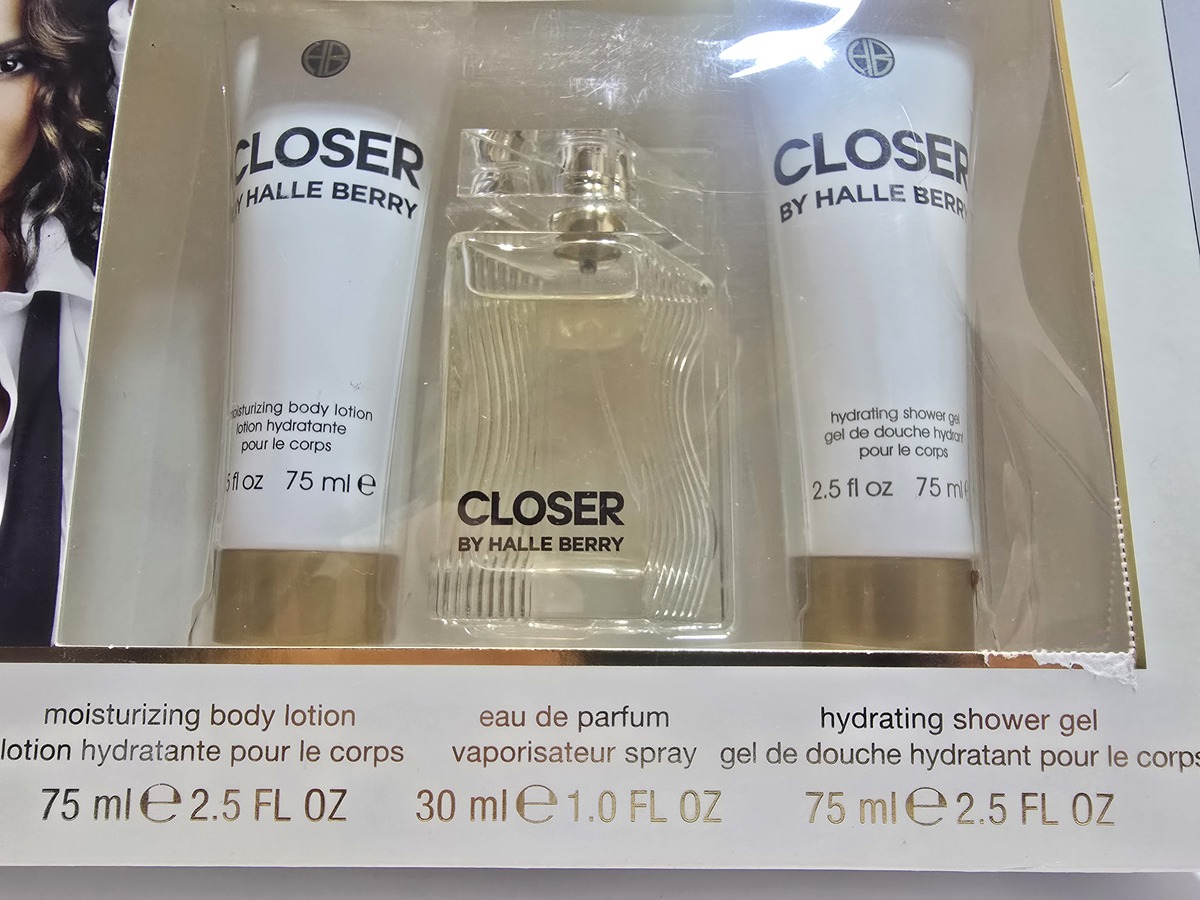 HB
CLOSER
BY HALLE BERRY
moisturizing body lotion
lotion hydratante
pour le corps
5 fl oz 75 ml e
CLOSER
BY HALLE BERRY
HB
CLOSER
BY HALLE BERRY
hydrating shower gel
gel de douche hydrant
pour le corps
2.5 fl oz 75 ml e
moisturizing body lotion
lotion hydratante pour le corps
75 ml e 2.5 FL OZ
eau de parfum
vaporisateur spray
30 ml e 1.0 FL OZ
hydrating shower gel
gel de douche hydratant pour le corps
75 ml e 2.5 FL OZ